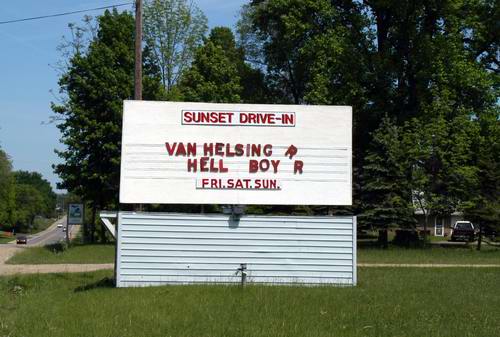 SUNSET DRIVE-IN
VAN HELSING R
HELL BOY R
FRI. SAT. SUN.